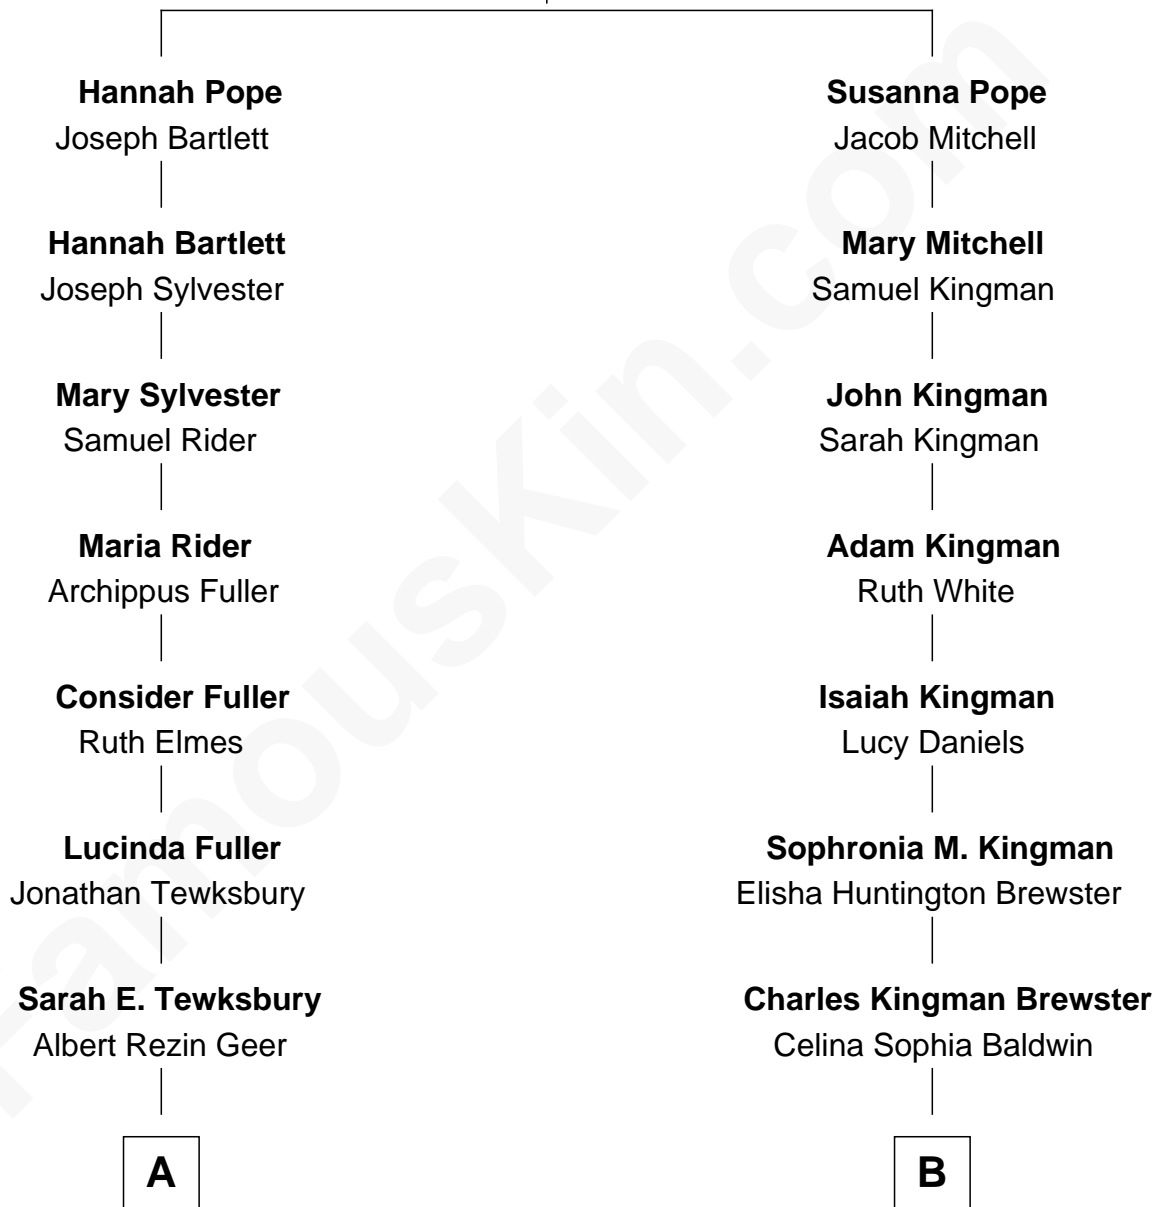 Hannah Pope
Joseph Bartlett
Susanna Pope
Jacob Mitchell
Hannah Bartlett
Joseph Sylvester
Mary Mitchell
Samuel Kingman
Mary Sylvester
Samuel Rider
John Kingman
Sarah Kingman
Maria Rider
Archippus Fuller
Adam Kingman
Ruth White
Consider Fuller
Ruth Elmes
Isaiah Kingman
Lucy Daniels
Lucinda Fuller
Jonathan Tewksbury
Sophronia M. Kingman
Elisha Huntington Brewster
Sarah E. Tewksbury
Albert Rezin Geer
Charles Kingman Brewster
Celina Sophia Baldwin
A
B
FamousKin.com